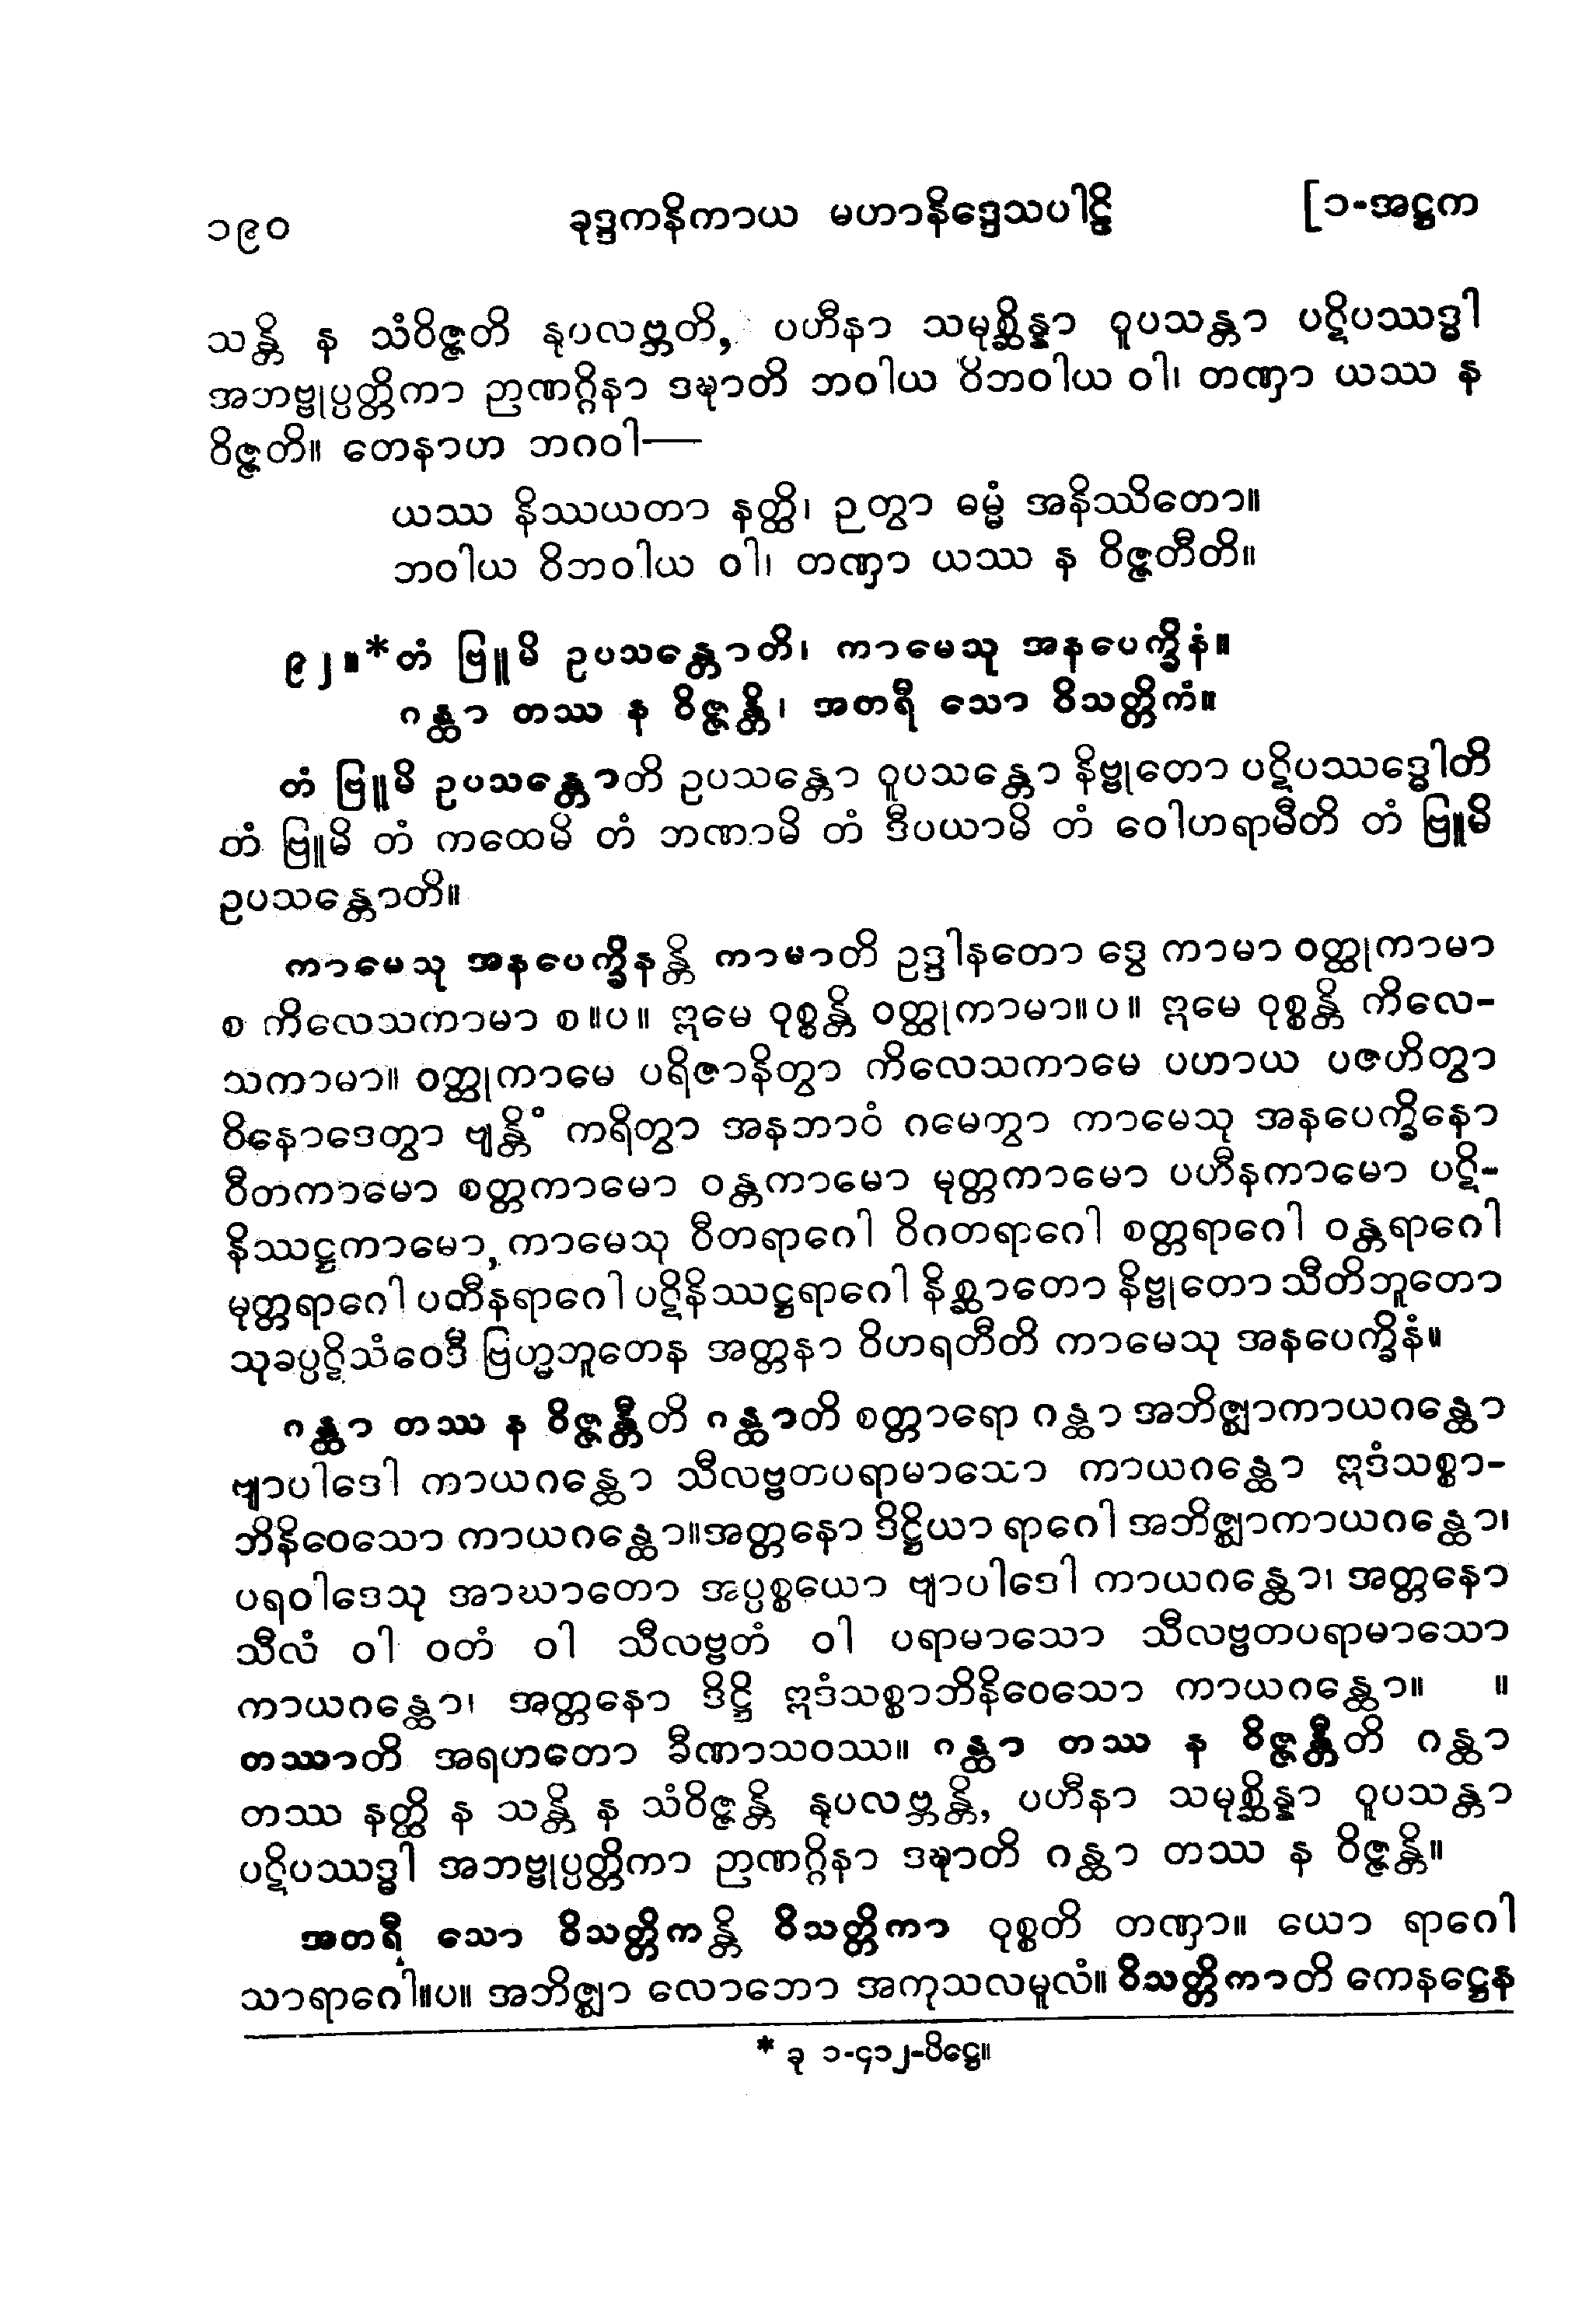 ၁၉၀ ခုဒ္ဒကနိကာယ မဟာနိဒ္ဒေသပါဠိ [၁-အဋ္ဌက
သန္တိ န သံဝိဇ္ဇတိ နုပလဗ္ဘတိ, ပဟီနာ သမုစ္ဆိန္နာ ဝူပသန္တာ ပဋိပဿဒ္ဓါ
အဘဗ္ဗုပ္ပတ္တိကာ ဉာဏဂ္ဂိနာ ဒဍ္ဎာတိ ဘဝါယ ဝိဘဝါယ ဝါ၊ တဏှာ ယဿ န
ဝိဇ္ဇတိ။ တေနာဟ ဘဂဝါ—
ယဿ နိဿယတာ နတ္ထိ၊ ဉတွာ ဓမ္မံ အနိဿိတော။
ဘဝါယ ဝိဘဝါယ ဝါ၊ တဏှာ ယဿ န ဝိဇ္ဇတီတိ။
၉၂။*တံ ဗြူမိ ဥပသန္တောတိ၊ ကာမေသု အနပေက္ခိနံ။
ဂန္ထာ တဿ န ဝိဇ္ဇန္တိ၊ အတရီ သော ဝိသတ္တိကံ။
တံ ဗြူမိ ဥပသန္တောတိ ဥပသန္တော ဝူပသန္တော နိဗ္ဗုတော ပဋိပဿဒ္ဓေါတိ
တံ ဗြူမိ တံ ကထေမိ တံ ဘဏာမိ တံ ဒီပယာမိ တံ ဝေါဟရာမီတိ တံ ဗြူမိ
ဥပသန္တောတိ။
ကာမေသု အနပေက္ခိနန္တိ ကာမာတိ ဥဒ္ဒါနတော ဒွေ ကာမာ ဝတ္ထုကာမာ
စ ကိလေသကာမာ စ။ပ။ ဣမေ ဝုစ္စန္တိ ဝတ္ထုကာမာ။ပ။ ဣမေ ဝုစ္စန္တိ ကိလေ-
သကာမာ။ ဝတ္ထုကာမေ ပရိဇာနိတွာ ကိလေသကာမေ ပဟာယ ပဇဟိတွာ
ဝိနောဒေတွာ ဗျန္တိံ ကရိတွာ အနဘာဝံ ဂမေတွာ ကာမေသု အနပေက္ခိနော
ဝီတကာမော စတ္တကာမော ဝန္တကာမော မုတ္တကာမော ပဟီနကာမော ပဋိ-
နိဿဋ္ဌကာမော, ကာမေသု ဝီတရာဂေါ ဝိဂတရာဂေါ စတ္တရာဂေါ ဝန္တရာဂေါ
မုတ္တရာဂေါ ပဟီနရာဂေါ ပဋိနိဿဋ္ဌရာဂေါ နိစ္ဆာတော နိဗ္ဗုတော သီတိဘူတော
သုခပ္ပဋိသံဝေဒီ ဗြဟ္မဘူတေန အတ္တနာ ဝိဟရတီတိ ကာမေသု အနပေက္ခိနံ။
ဂန္ထာ တဿ န ဝိဇ္ဇန္တီတိ ဂန္ထာတိ စတ္တာရော ဂန္ထာ အဘိဇ္ဈာကာယဂန္ထော
ဗျာပါဒေါ ကာယဂန္ထော သီလဗ္ဗတပရာမာသော ကာယဂန္ထော ဣဒံသစ္စာ-
ဘိနိဝေသော ကာယဂန္ထော။အတ္တနော ဒိဋ္ဌိယာ ရာဂေါ အဘိဇ္ဈာကာယဂန္ထော၊
ပရဝါဒေသု အာဃာတော အပ္ပစ္စယော ဗျာပါဒေါ ကာယဂန္ထော၊ အတ္တနော
သီလံ ဝါ ဝတံ ဝါ သီလဗ္ဗတံ ဝါ ပရာမာသော သီလဗ္ဗတပရာမာသော
ကာယဂန္ထော၊ အတ္တနော ဒိဋ္ဌိ ဣဒံသစ္စာဘိနိဝေသော ကာယဂန္ထော။ ။
တဿာတိ အရဟတော ခီဏာသဝဿ။ ဂန္ထာ တဿ န ဝိဇ္ဇန္တီတိ ဂန္ထာ
တဿ နတ္ထိ န သန္တိ န သံဝိဇ္ဇန္တိ နုပလဗ္ဘန္တိ, ပဟီနာ သမုစ္ဆိန္နာ ဝူပသန္တာ
ပဋိပဿဒ္ဓါ အဘဗ္ဗုပ္ပတ္တိကာ ဉာဏဂ္ဂိနာ ဒဍ္ဎာတိ ဂန္ထာ တဿ န ဝိဇ္ဇန္တိ။
အတရီ သော ဝိသတ္တိကန္တိ ဝိသတ္တိကာ ဝုစ္စတိ တဏှာ။ ယော ရာဂေါ
သာရာဂေါ။ပ။ အဘိဇ္ဈာ လောဘော အကုသလမူလံ။ ဝိသတ္တိကာတိ ကေနဋ္ဌေန
* ခု ၁-၄၁၂-ပိဋ္ဌေ။